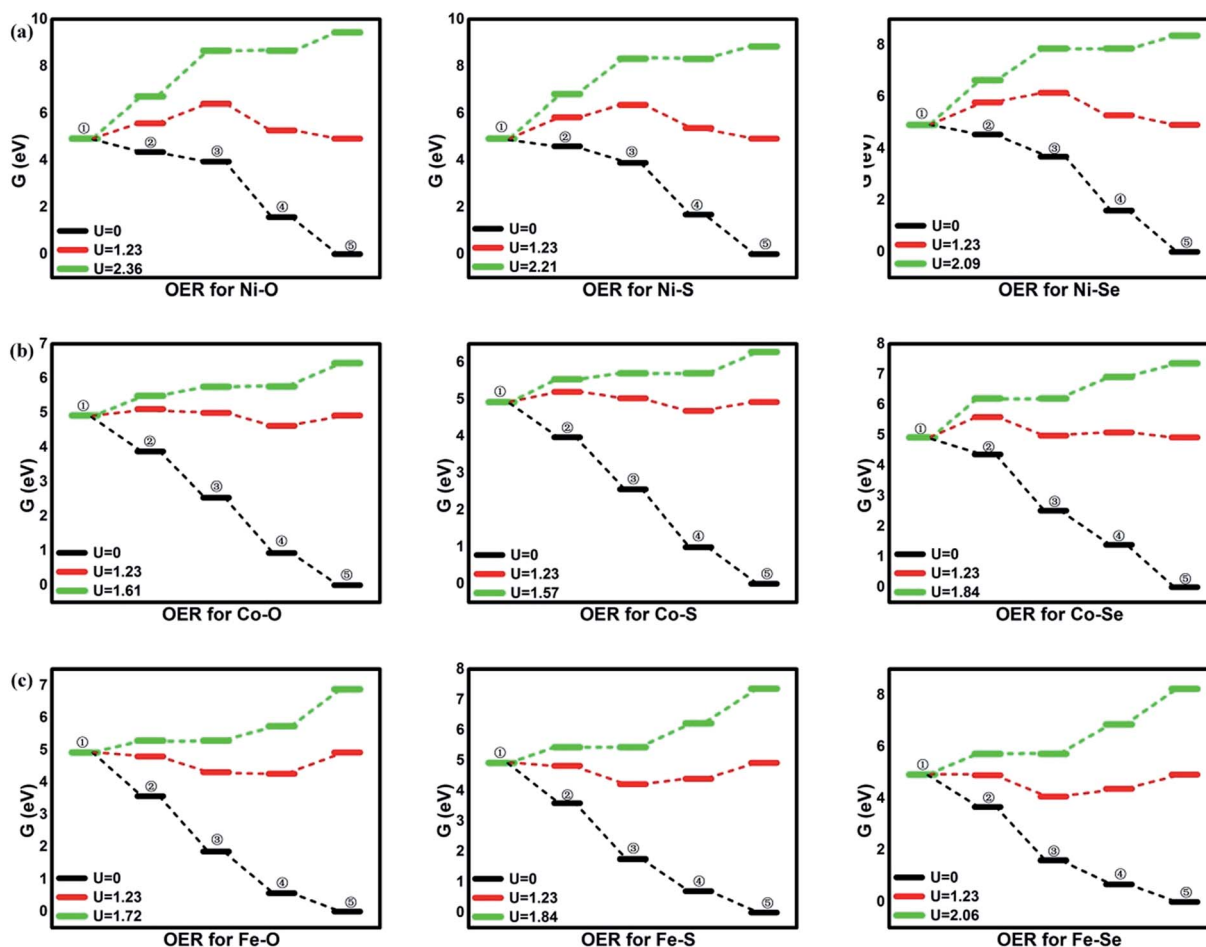 (a)
10
8
6
4
2
0
G (eV)
①
②
③
④
⑤
U=0
U=1.23
U=2.36
OER for Ni-O
10
8
6
4
2
0
G (eV)
①
②
③
④
⑤
U=0
U=1.23
U=2.21
OER for Ni-S
8
6
4
2
0
G (eV)
①
②
③
④
⑤
U=0
U=1.23
U=2.09
OER for Ni-Se
(b)
7
6
5
4
3
2
1
0
G (eV)
①
②
③
④
⑤
U=0
U=1.23
U=1.61
OER for Co-O
6
5
4
3
2
1
0
G (eV)
①
②
③
④
⑤
U=0
U=1.23
U=1.57
OER for Co-S
8
7
6
5
4
3
2
1
0
G (eV)
①
②
③
④
⑤
U=0
U=1.23
U=1.84
OER for Co-Se
(c)
7
6
5
4
3
2
1
0
G (eV)
①
②
③
④
⑤
U=0
U=1.23
U=1.72
OER for Fe-O
8
7
6
5
4
3
2
1
0
G (eV)
①
②
③
④
⑤
U=0
U=1.23
U=1.84
OER for Fe-S
8
6
4
2
0
G (eV)
①
②
③
④
⑤
U=0
U=1.23
U=2.06
OER for Fe-Se